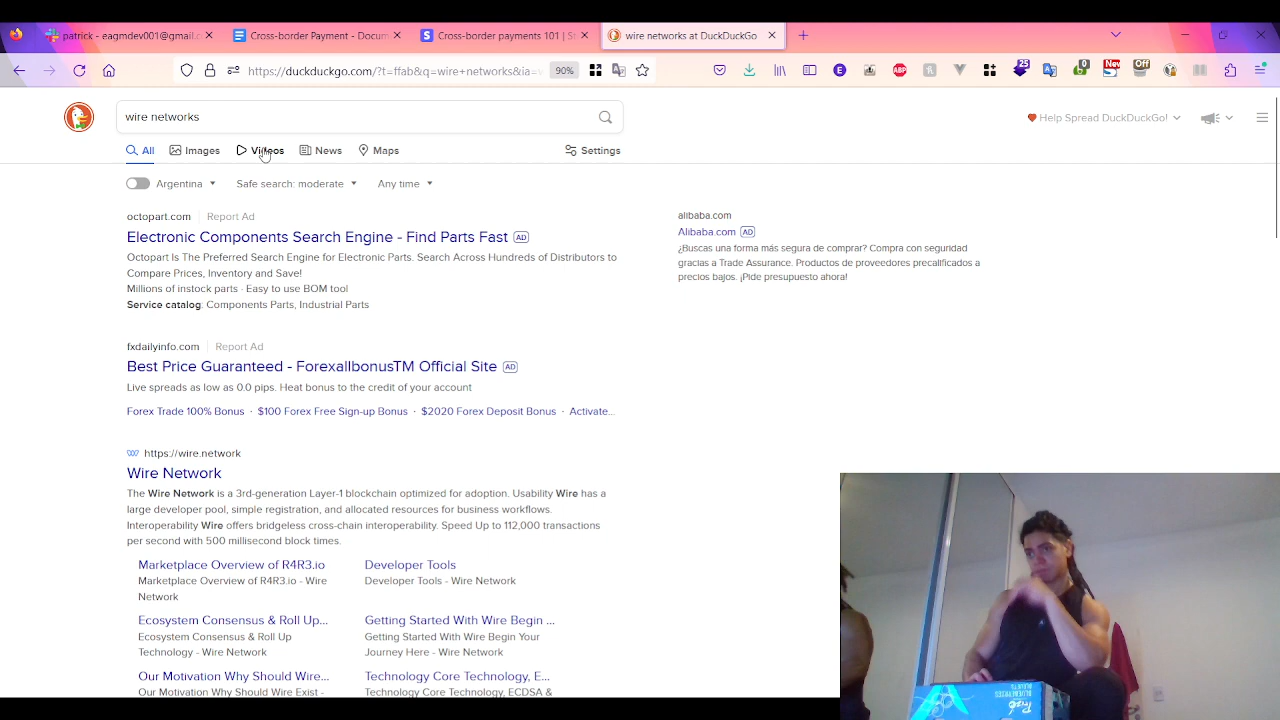 patrick - eaqmdev001@gmail.c
Cross-border Payment - Docum
Cross-border payments 101 | St
wire networks at DuckDuckGo
https://duckduckgo.com/?t=ffab&q=wire+networks&ia=w
90%
ABP
25
0
New
Off
wire networks
Help Spread DuckDuckGo!
All
Images
Videos
News
Maps
Settings
Argentina
Safe search: moderate
Any time
octopart.com
Report Ad
Electronic Components Search Engine - Find Parts Fast AD
Octopart Is The Preferred Search Engine for Electronic Parts. Search Across Hundreds of Distributors to
Compare Prices, Inventory and Save!
Millions of instock parts · Easy to use BOM tool
Service catalog: Components Parts, Industrial Parts
alibaba.com
Alibaba.com AD
¿Buscas una forma más segura de comprar? Compra con seguridad
gracias a Trade Assurance. Productos de proveedores precalificados a
precios bajos. ¡Pide presupuesto ahora!
fxdailyinfo.com
Report Ad
Best Price Guaranteed - ForexallbonusTM Official Site AD
Live spreads as low as 0.0 pips. Heat bonus to the credit of your account
Forex Trade 100% Bonus · $100 Forex Free Sign-up Bonus · $2020 Forex Deposit Bonus · Activate...
https://wire.network
Wire Network
The Wire Network is a 3rd-generation Layer-1 blockchain optimized for adoption. Usability Wire has a
large developer pool, simple registration, and allocated resources for business workflows.
Interoperability Wire offers bridgeless cross-chain interoperability. Speed Up to 112,000 transactions
per second with 500 millisecond block times.
Marketplace Overview of R4R3.io
Marketplace Overview of R4R3.io - Wire
Network
Developer Tools
Developer Tools - Wire Network
Ecosystem Consensus & Roll Up...
Ecosystem Consensus & Roll Up
Technology - Wire Network
Getting Started With Wire Begin ...
Getting Started With Wire Begin Your
Journey Here - Wire Network
Our Motivation Why Should Wire...
Our Motivation Why Should Wire Exist -
Technology Core Technology, E...
Technology Core Technology, ECDSA &